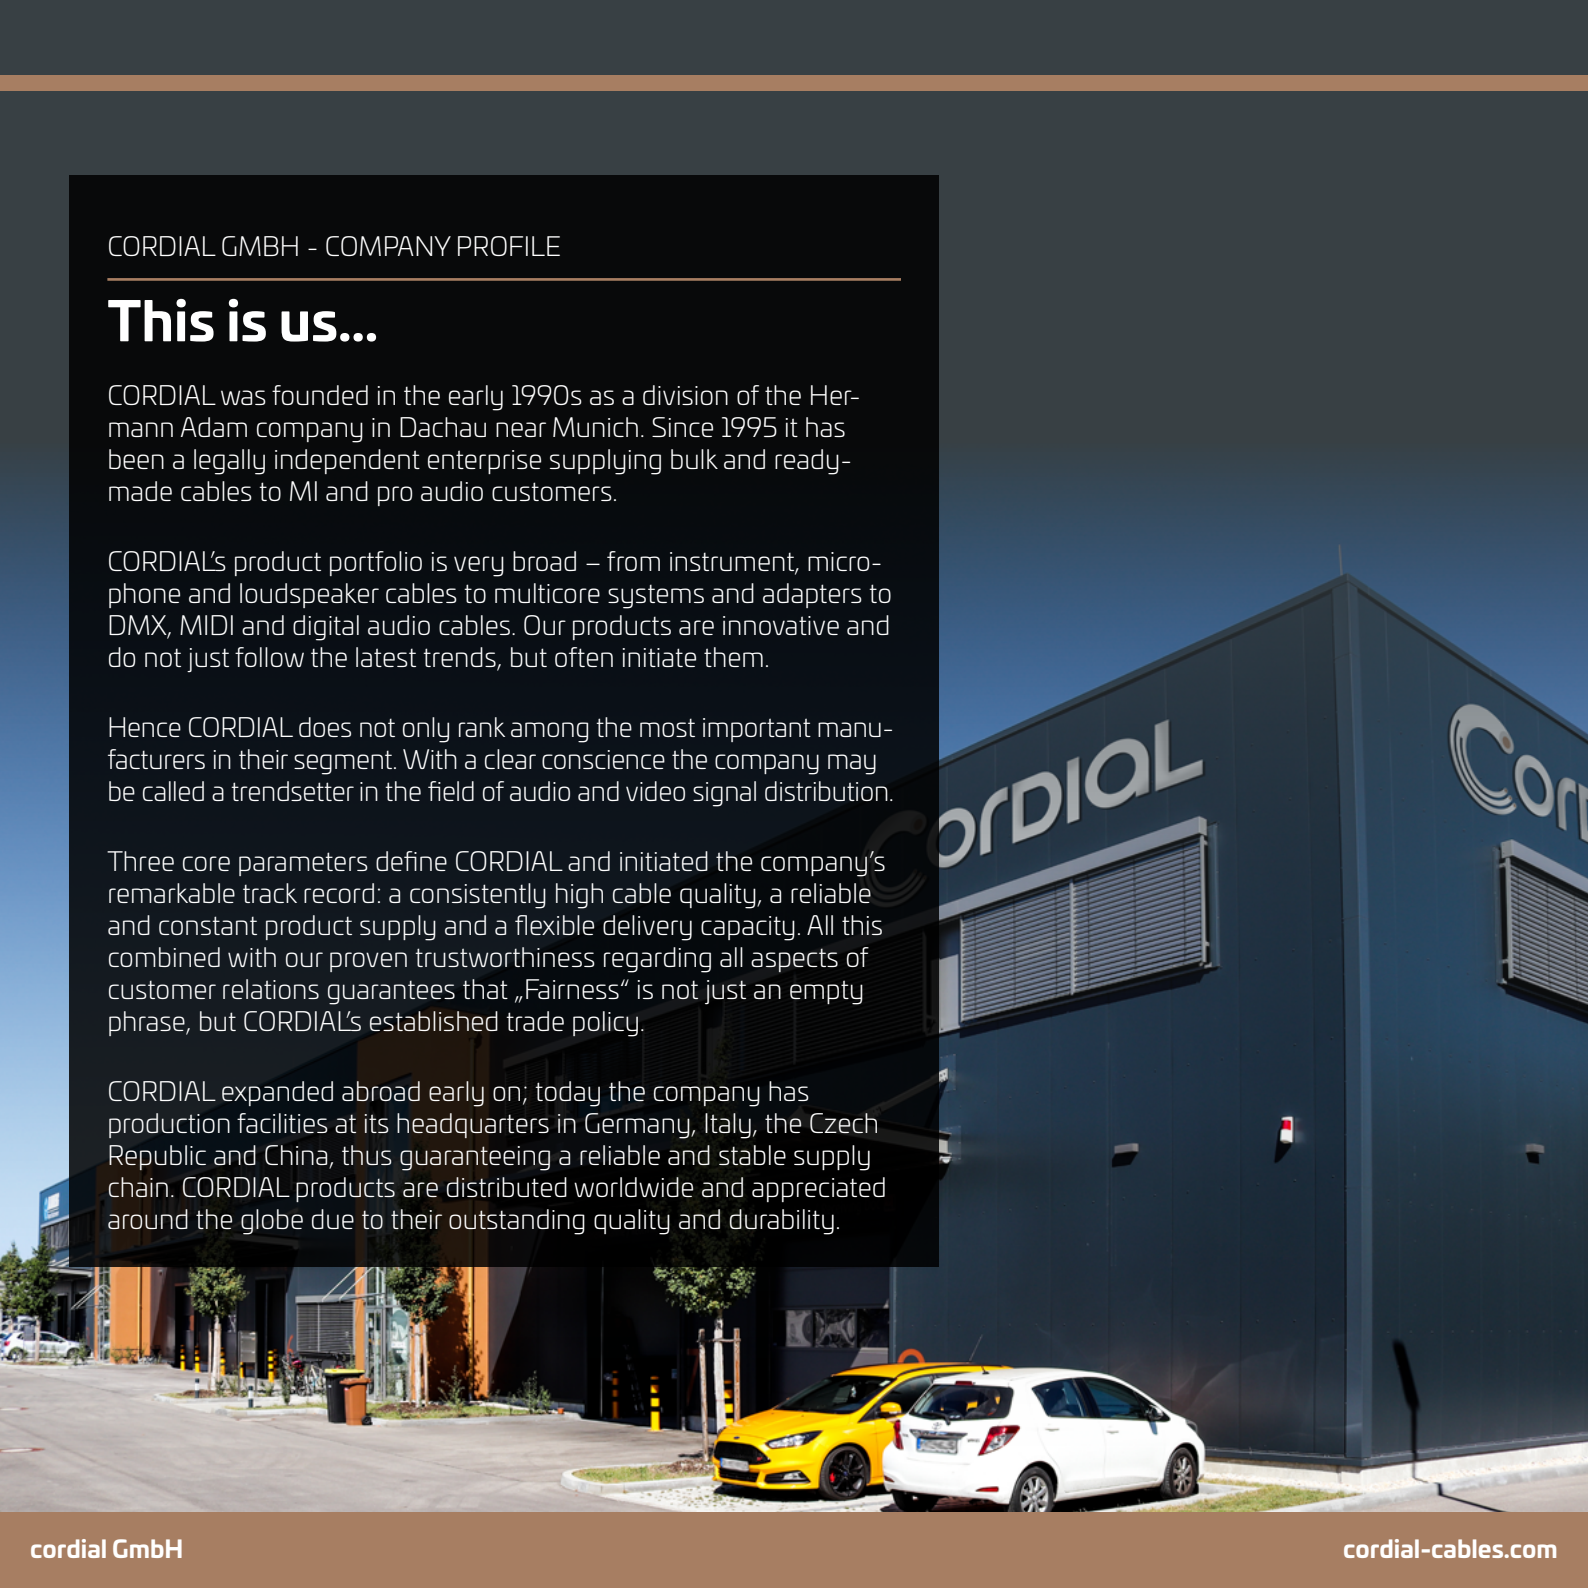 CORDIAL GMBH - COMPANY PROFILE
This is us...
CORDIAL was founded in the early 1990s as a division of the Her-
mann Adam company in Dachau near Munich. Since 1995 it has
been a legally independent enterprise supplying bulk and ready-
made cables to MI and pro audio customers.
CORDIAL's product portfolio is very broad – from instrument, micro-
phone and loudspeaker cables to multicore systems and adapters to
DMX, MIDI and digital audio cables. Our products are innovative and
do not just follow the latest trends, but often initiate them.
Hence CORDIAL does not only rank among the most important manu-
facturers in their segment. With a clear conscience the company may
be called a trendsetter in the field of audio and video signal distribution.
Three core parameters define CORDIAL and initiated the company's
remarkable track record: a consistently high cable quality, a reliable
and constant product supply and a flexible delivery capacity. All this
combined with our proven trustworthiness regarding all aspects of
customer relations guarantees that „Fairness“ is not just an empty
phrase, but CORDIAL's established trade policy.
CORDIAL expanded abroad early on; today the company has
production facilities at its headquarters in Germany, Italy, the Czech
Republic and China, thus guaranteeing a reliable and stable supply
chain. CORDIAL products are distributed worldwide and appreciated
around the globe due to their outstanding quality and durability.
CORDIAL
Cor
cordial GmbH
cordial-cables.com